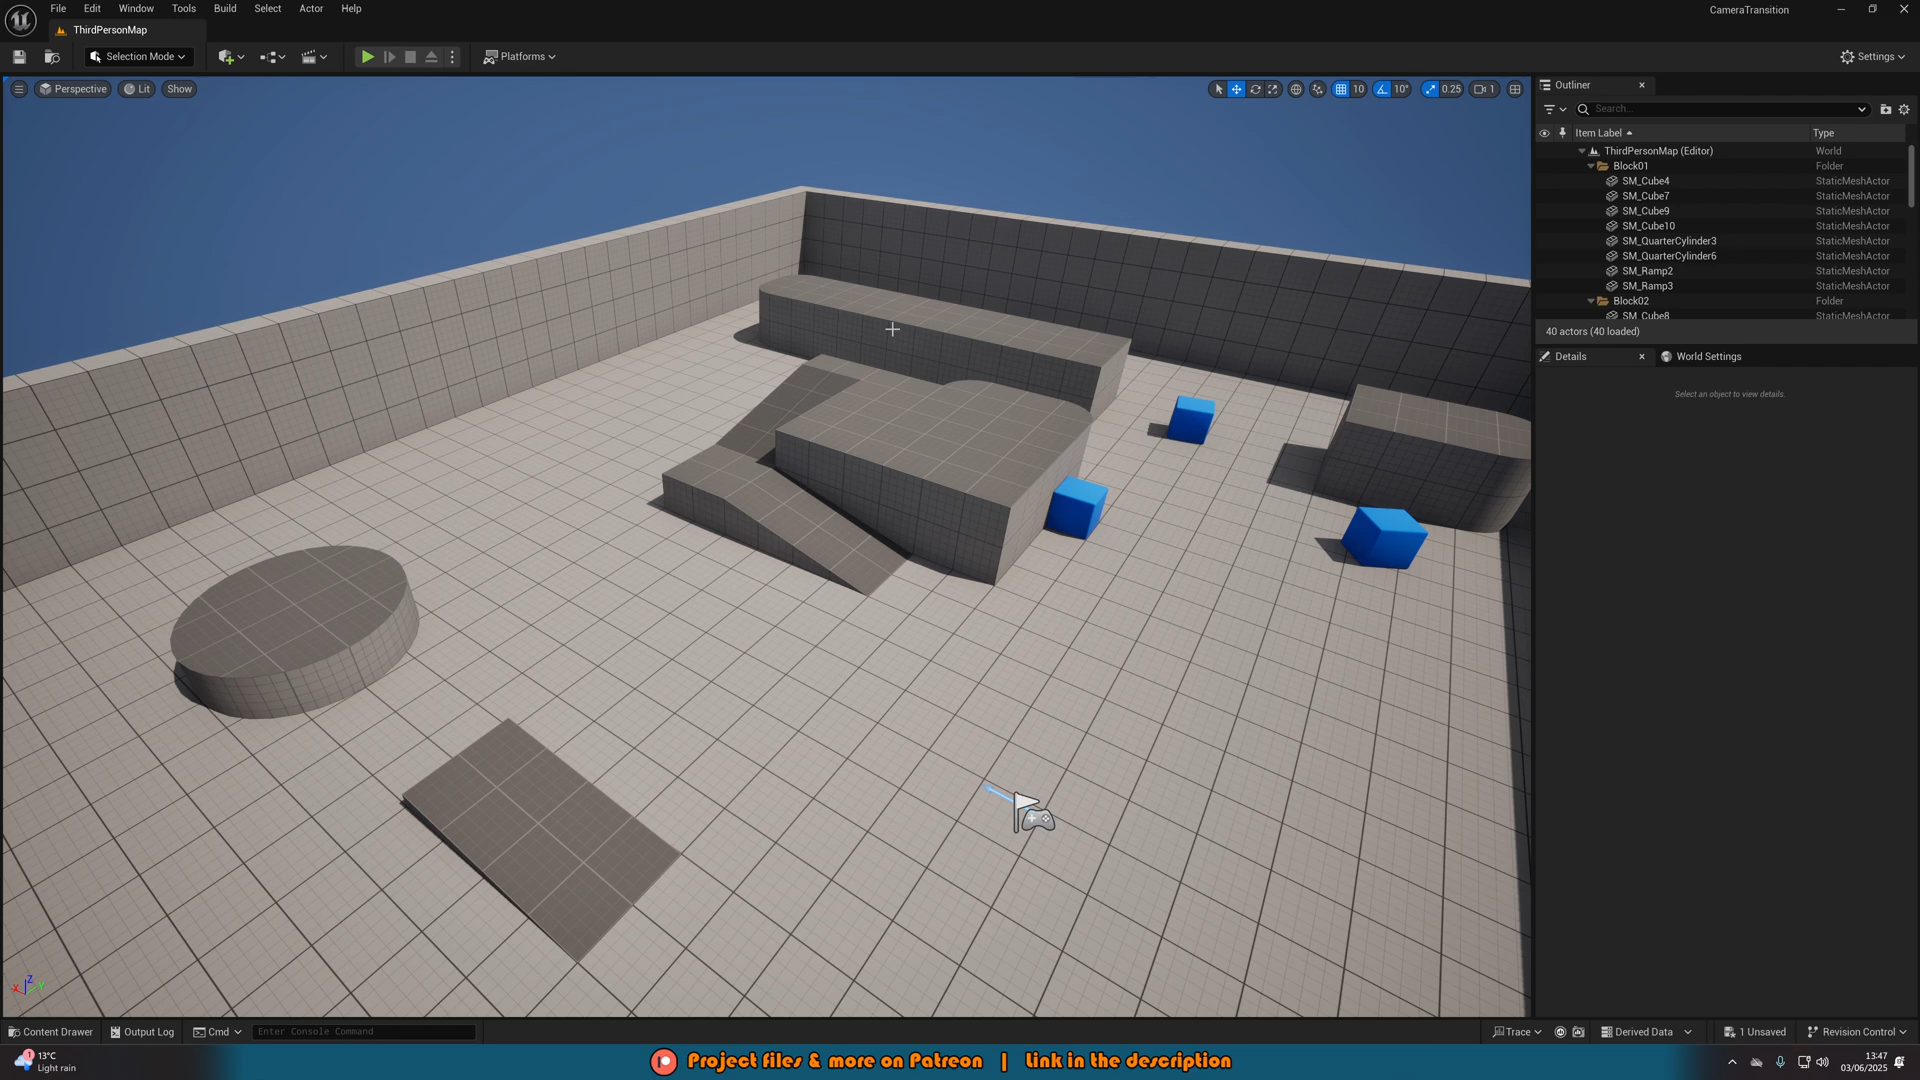 File Edit Window Tools Build Select Actor Help
CameraTransition
ThirdPersonMap
Selection Mode
Platforms
Settings
Perspective
Lit
Show
10
10°
0.25
1
Outliner
Search...
Item Label
Type
ThirdPersonMap (Editor) World
Block01 Folder
SM_Cube4 StaticMeshActor
SM_Cube7 StaticMeshActor
SM_Cube9 StaticMeshActor
SM_Cube10 StaticMeshActor
SM_QuarterCylinder3 StaticMeshActor
SM_QuarterCylinder6 StaticMeshActor
SM_Ramp2 StaticMeshActor
SM_Ramp3 StaticMeshActor
Block02 Folder
SM_Cube8 StaticMeshActor
40 actors (40 loaded)
Details
World Settings
Select an object to view details.
Z
X
Y
Content Drawer
Output Log
Cmd
Enter Console Command
Trace
Derived Data
1 Unsaved
Revision Control
1
13°C
Light rain
Project files & more on Patreon | Link in the description
13:47
03/06/2025